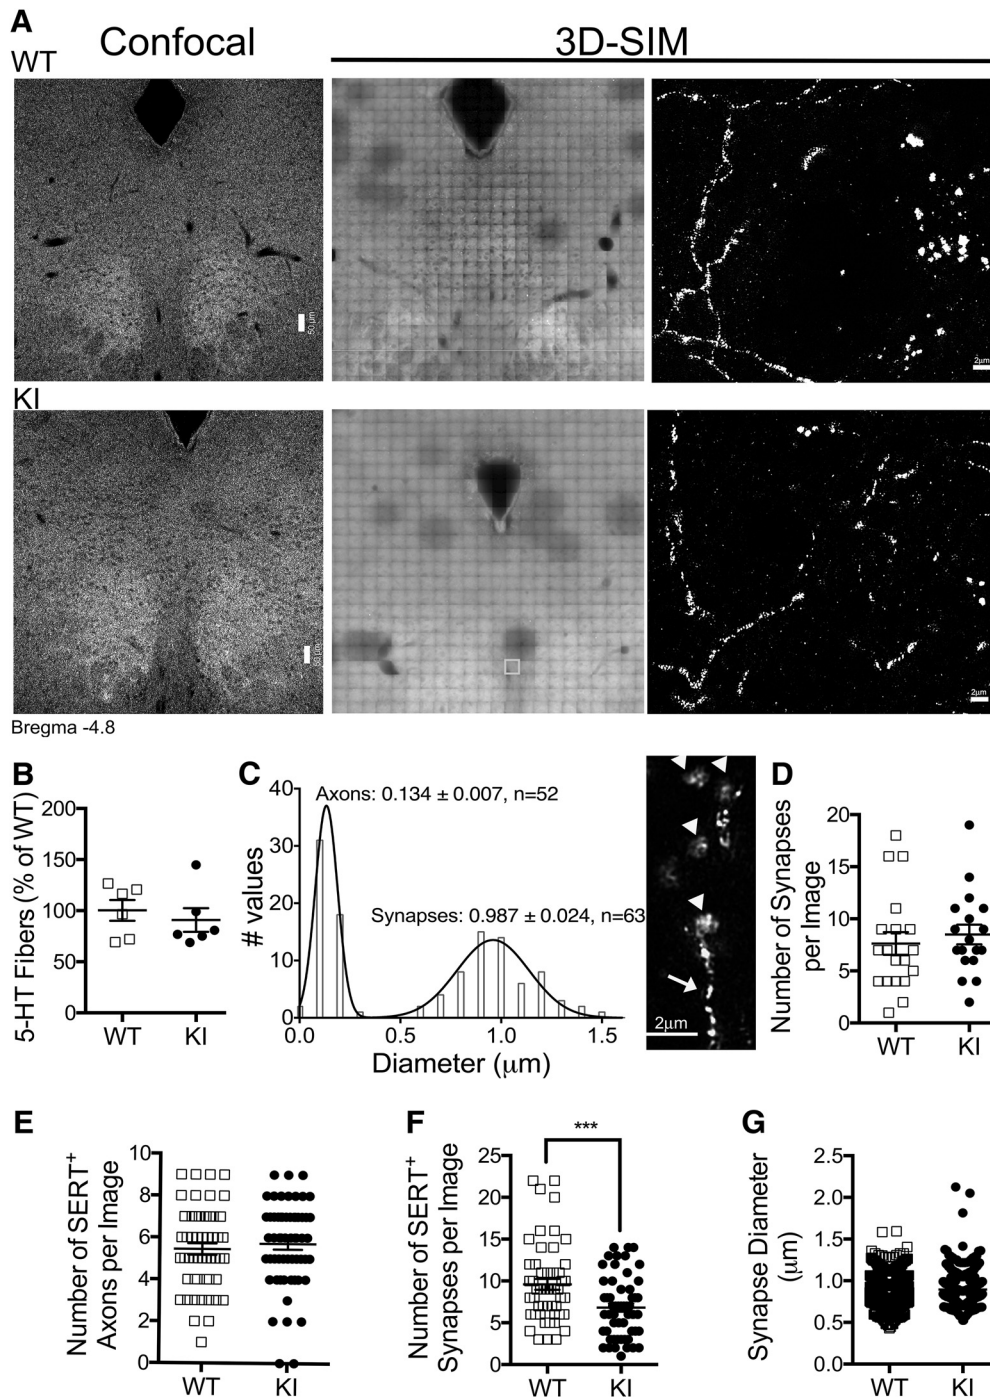 A
Confocal
3D-SIM
WT
50 μm
2μm
KI
50 μm
2μm
Bregma -4.8
B
5-HT Fibers (% of WT)
200
150
100
50
0
WT KI
C
# values
40
30
20
10
0
Axons: 0.134 ± 0.007, n=52
Synapses: 0.987 ± 0.024, n=63
0.0 0.5 1.0 1.5
Diameter (μm)
2μm
D
Number of Synapses
per Image
20
15
10
5
0
WT KI
E
Number of SERT+
Axons per Image
10
8
6
4
2
0
WT KI
F
Number of SERT+
Synapses per Image
25
20
15
10
5
0
***
WT KI
G
Synapse Diameter
(μm)
2.5
2.0
1.5
1.0
0.5
0.0
WT KI